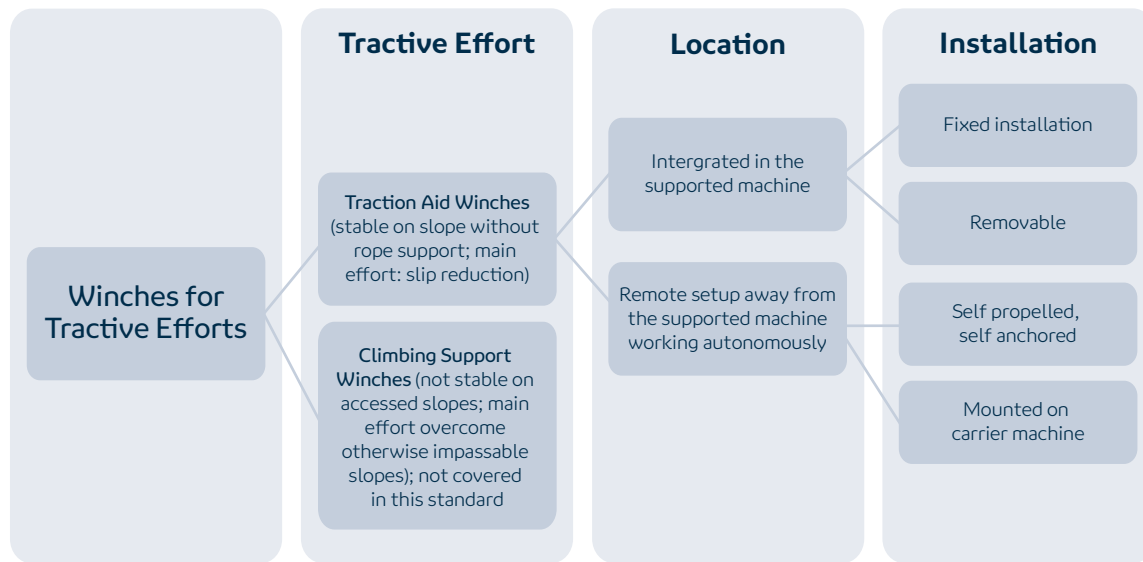 Tractive Effort
Location
Installation
Winches for
Tractive Efforts
Traction Aid Winches
(stable on slope without
rope support; main
effort: slip reduction)
Climbing Support
Winches (not stable on
accessed slopes; main
effort overcome
otherwise impassable
slopes); not covered
in this standard
Intergrated in the
supported machine
Remote setup away from
the supported machine
working autonomously
Fixed installation
Removable
Self propelled,
self anchored
Mounted on
carrier machine